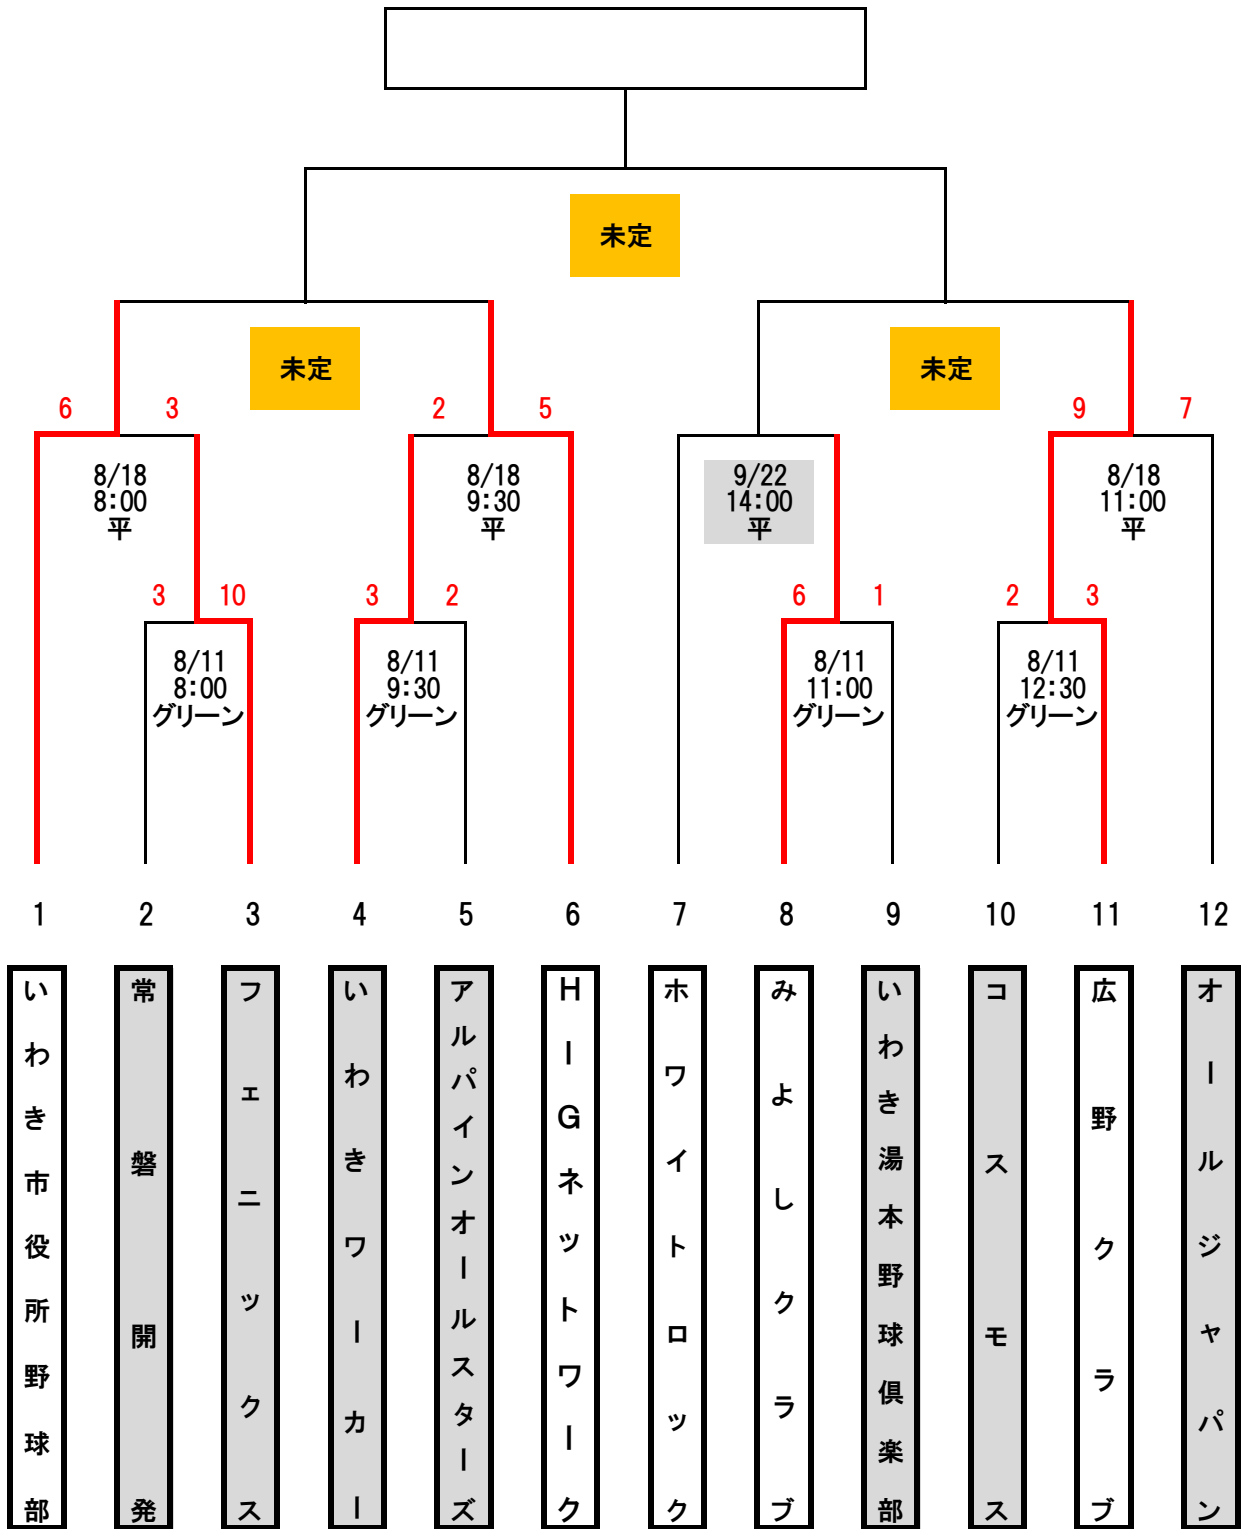 未定
未定
未定
6
3
2
5
9
7
8/18
8:00
平
8/18
9:30
平
9/22
14:00
平
8/18
11:00
平
3
10
3
2
6
1
2
3
8/11
8:00
グリーン
8/11
9:30
グリーン
8/11
11:00
グリーン
8/11
12:30
グリーン
1
2
3
4
5
6
7
8
9
10
11
12
いわき市役所野球部
常磐開発
フェニックス
いわきワーカー
アルパインオールスターズ
HIGネットワーク
ホワイトロック
みよしクラブ
いわき湯本野球倶楽部
コスモス
広野クラブ
オールジャパン